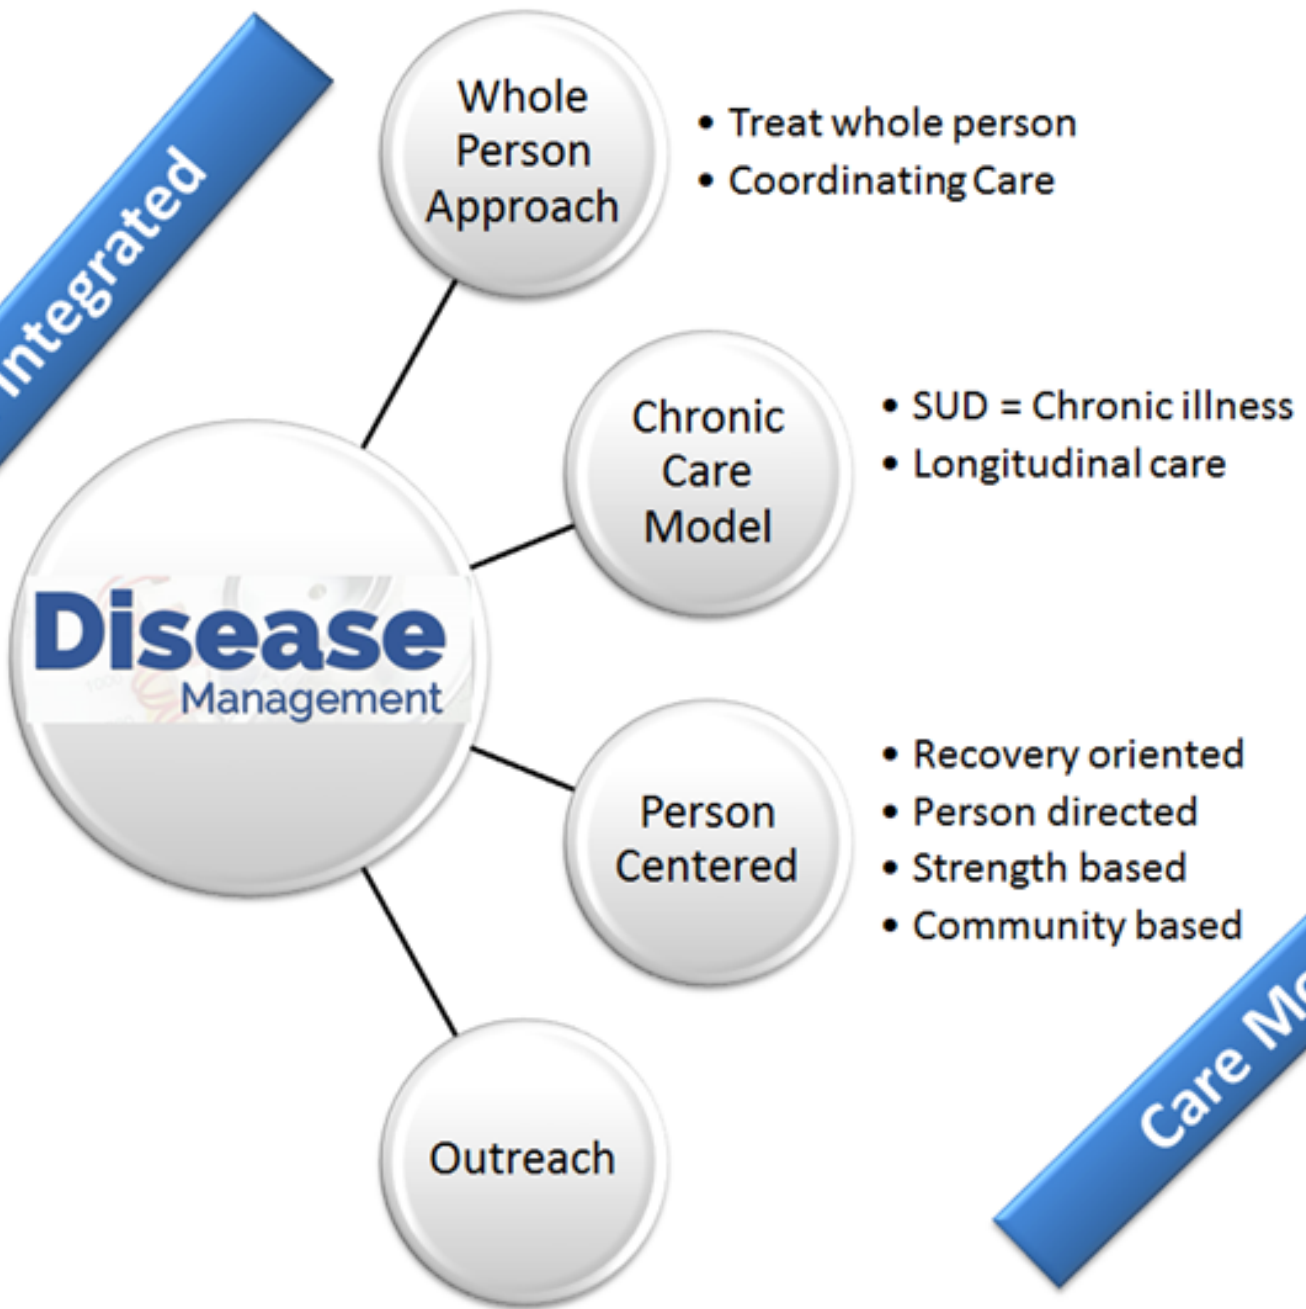 Integrated
Whole
Person
Approach
• Treat whole person
• Coordinating Care
Chronic
Care
Model
• SUD = Chronic illness
• Longitudinal care
Disease
Management
Person
Centered
• Recovery oriented
• Person directed
• Strength based
• Community based
Outreach
Care